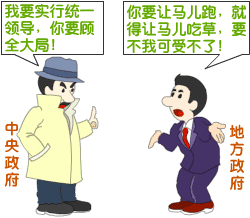 我要实行统一
领导，你要顾
全大局！
你要让马儿跑，就
得让马儿吃草，要
不我可受不了！
中央政府
地方政府